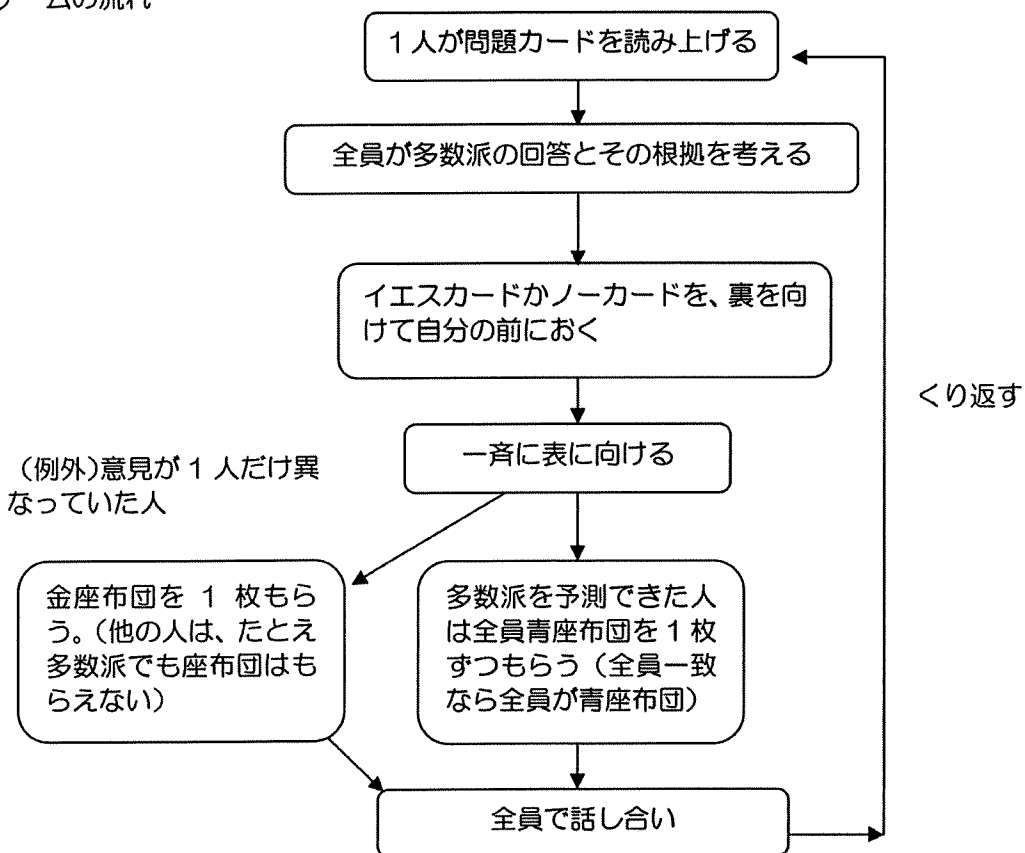 ムの流れ
1人が問題カードを読み上げる
全員が多数派の回答とその根拠を考える
イエスカードかノーカードを、裏を向
けて自分の前におく
くり返す
一斉に表に向ける
（例外）意見が1人だけ異
なっていた人
金座布団を 1 枚もら
う。（他の人は、たとえ
多数派でも座布団はも
らえない）
多数派を予測できた人
は全員青座布団を1枚
ずつもらう（全員一致
なら全員が青座布団）
全員で話し合い